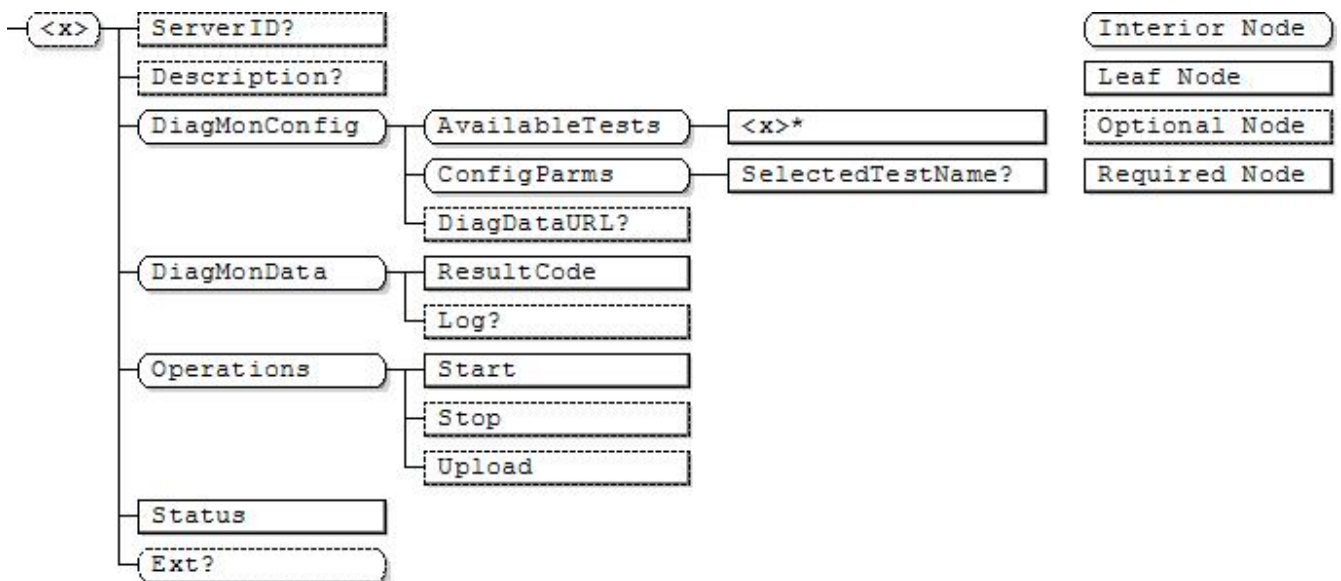 <x> ServerID? Interior Node
Description? Leaf Node
DiagMonConfig AvailableTests <x>* Optional Node
ConfigParms SelectedTestName? Required Node
DiagDataURL?
DiagMonData ResultCode
Log?
Operations Start
Stop
Upload
Status
Ext?